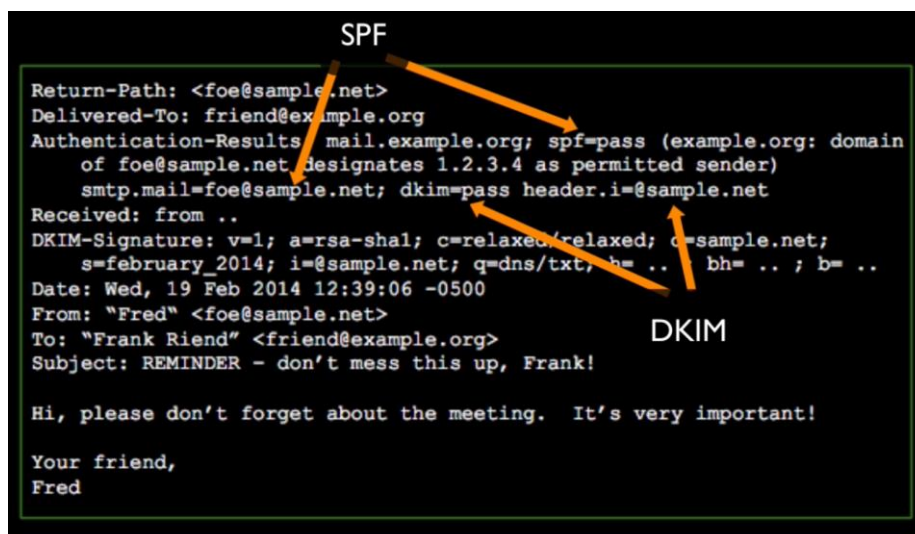 SPF
Return-Path: <foe@sample.net>
Delivered-To: friend@example.org
Authentication-Results: mail.example.org; spf=pass (example.org: domain
of foe@sample.net designates 1.2.3.4 as permitted sender)
smtp.mail=foe@sample.net; dkim=pass header.i=@sample.net
Received: from ..
DKIM-Signature: v=1; a=rsa-sha1; c=relaxed/relaxed; d=sample.net;
s=february_2014; i=@sample.net; q=dns/txt; h= .. ; bh= .. ; b= ..
Date: Wed, 19 Feb 2014 12:39:06 -0500
From: "Fred" <foe@sample.net>
To: "Frank Riend" <friend@example.org>
DKIM
Subject: REMINDER – don't mess this up, Frank!
Hi, please don't forget about the meeting. It's very important!
Your friend,
Fred